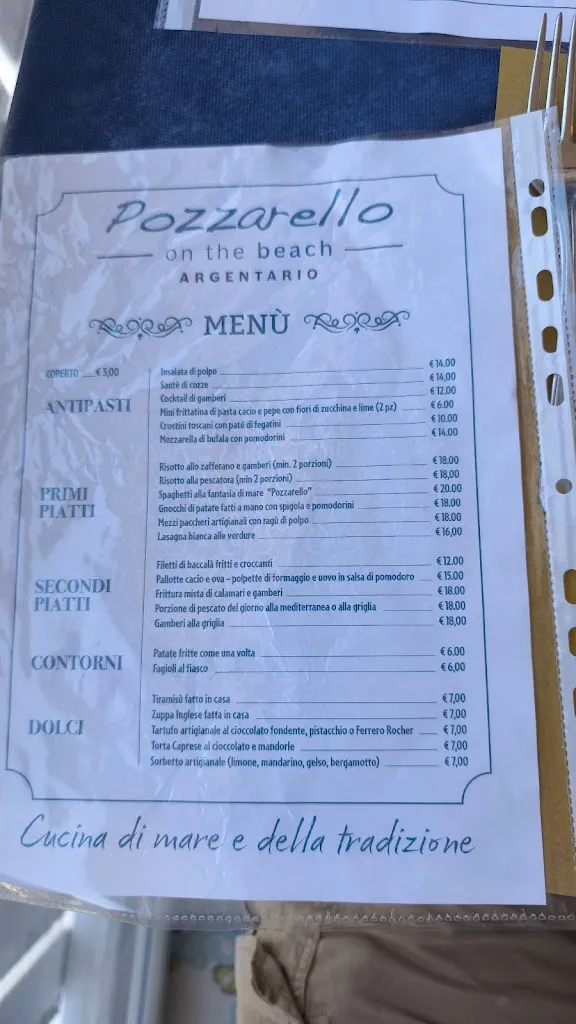 Pozzarello
on the beach
ARGENTARIO
MENÙ
COPERTO € 3,00
ANTIPASTI
Insalata di polpo € 14.00
Sautè di cozze € 14,00
Cocktail di gamberi € 12.00
Mini frittatina di pasta cacio e pepe con fiori di zucchina e lime (2 pz) € 6.00
Crostini toscani con paté di fegatini € 10.00
Mozzarella di bufala con pomodorini € 14.00
PRIMI PIATTI
Risotto allo zafferano e gamberi (min. 2 porzioni) € 18.00
Risotto alla pescatora (min 2 porzioni) € 18,00
Spaghetti alla fantasia di mare "Pozzarello" € 20.00
Gnocchi di patate fatti a mano con spigola e pomodorini € 18.00
Mezzi paccheri artigianali con ragù di polpo € 18.00
Lasagna bianca alle verdure € 16,00
SECONDI PIATTI
Filetti di baccalà fritti e croccanti € 12.00
Pallotte cacio e ova – polpette di formaggio e uovo in salsa di pomodoro € 15.00
Frittura mista di calamari e gamberi € 18.00
Porzione di pescato del giorno alla mediterranea o alla griglia € 18.00
Gamberi alla griglia € 18,00
CONTORNI
Patate fritte come una volta € 6.00
Fagioli al fiasco € 6,00
DOLCI
Tiramisù fatto in casa € 7,00
Zuppa Inglese fatta in casa € 7,00
Tartufo artigianale al cioccolato fondente, pistacchio o Ferrero Rocher € 7,00
Torta Caprese al cioccolato e mandorle € 7,00
Sorbetto artigianale (limone, mandarino, gelso, bergamotto) € 7,00
Cucina di mare e della tradizione